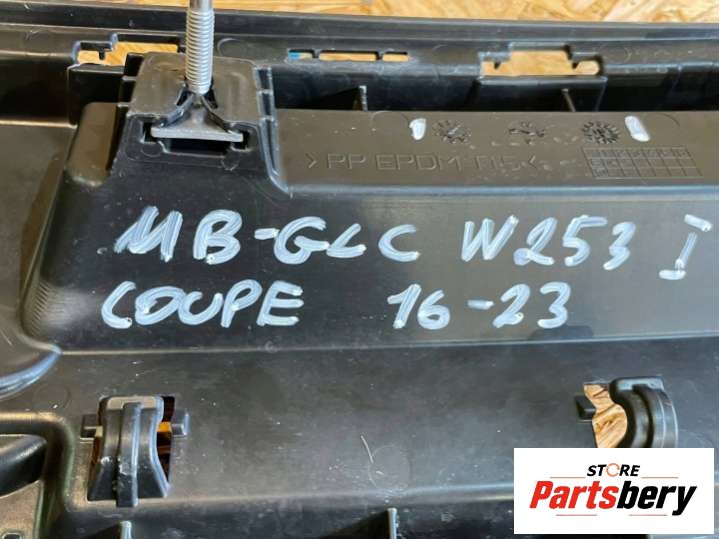 >PP EPDM T15<
MB-GLC W253 I
COUPE 16-23
STORE
Partsbery